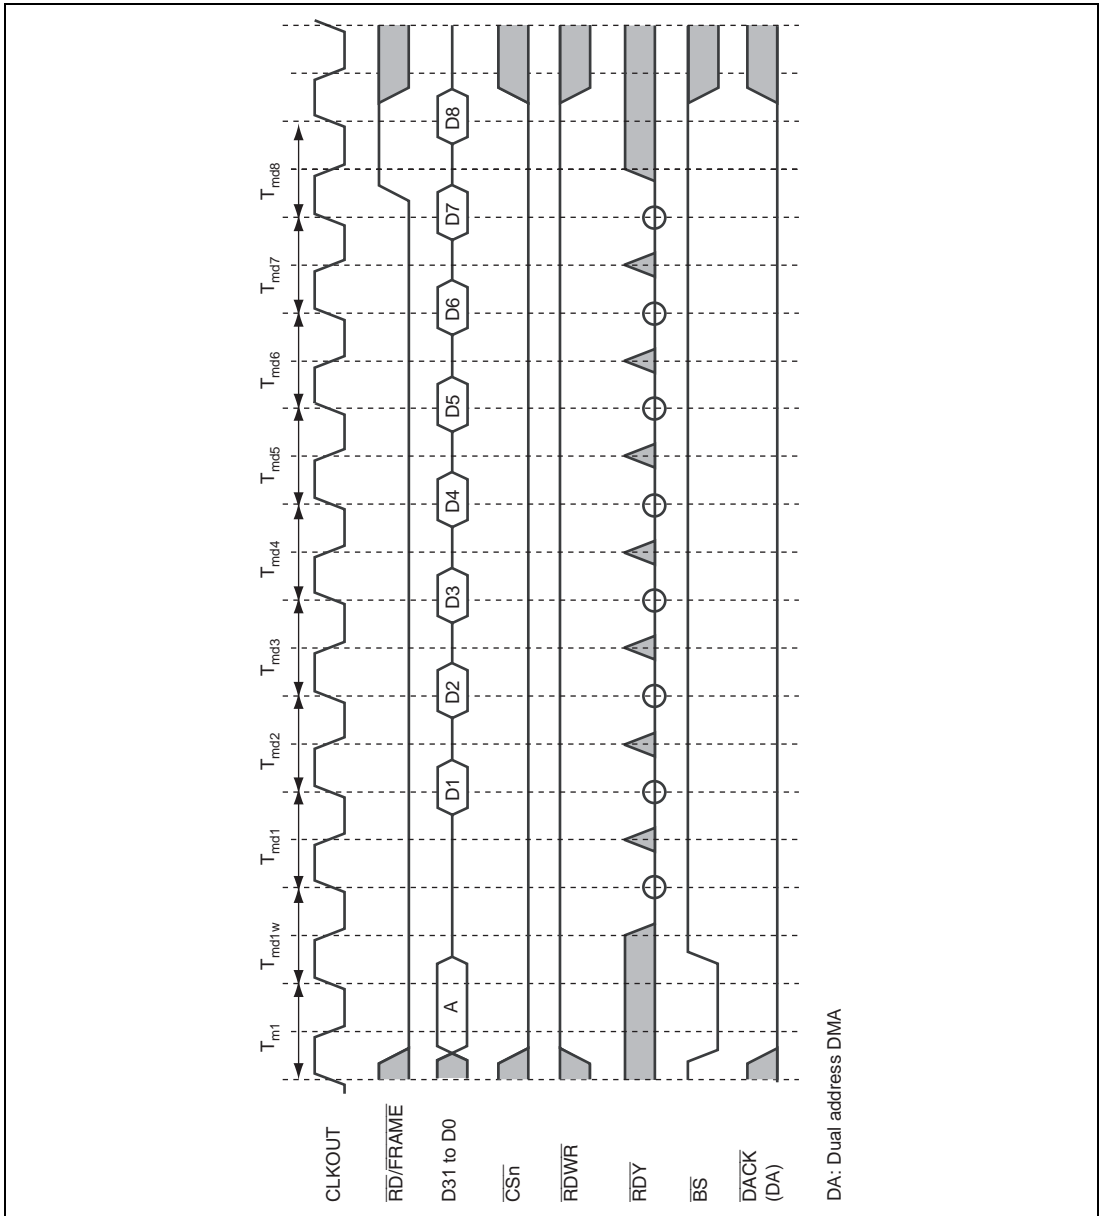 Tm1 Tmd1w Tmd1 Tmd2 Tmd3 Tmd4 Tmd5 Tmd6 Tmd7 Tmd8
CLKOUT
RD/FRAME
D31 to D0 A D1 D2 D3 D4 D5 D6 D7 D8
CSn
RDWR
RDY
BS
DACK
(DA)
DA: Dual address DMA